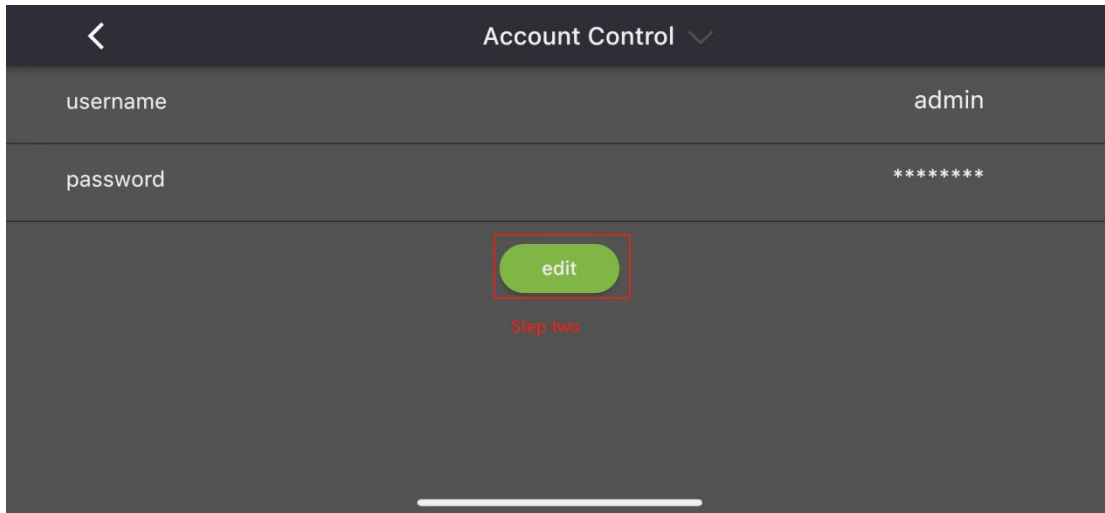 Account Control
username admin
password ********
edit
Step two